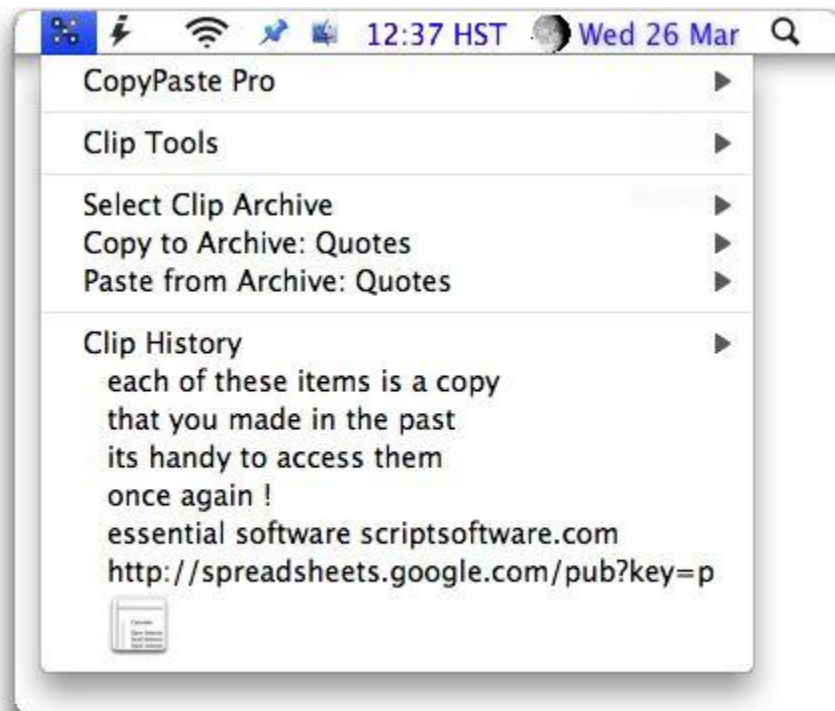 12:37 HST Wed 26 Mar
CopyPaste Pro
Clip Tools
Select Clip Archive
Copy to Archive: Quotes
Paste from Archive: Quotes
Clip History
each of these items is a copy
that you made in the past
its handy to access them
once again !
essential software scriptsoftware.com
http://spreadsheets.google.com/pub?key=p